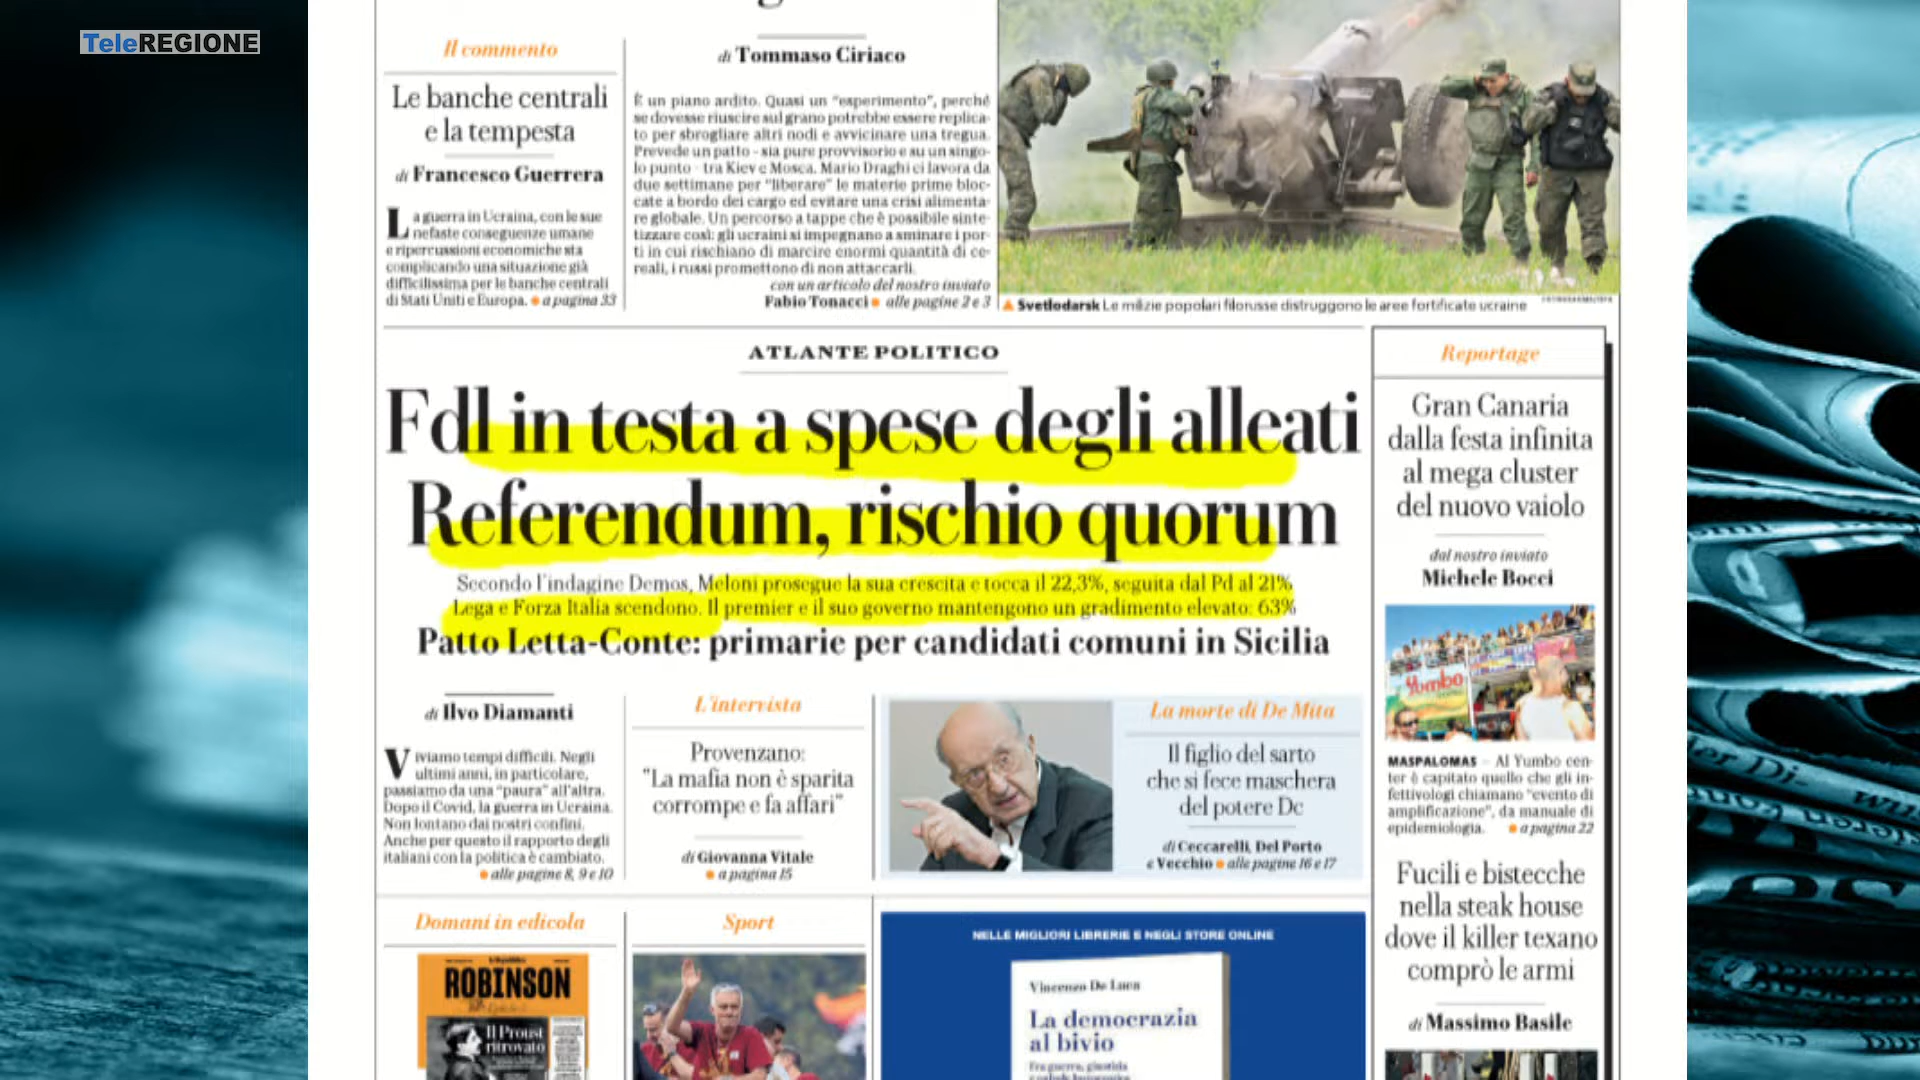 TeleREGIONE
Il commento
Le banche centrali
e la tempesta
di Francesco Guerrera
La guerra in Ucraina, con le sue
nefaste conseguenze umane
e ripercussioni economiche sta
complicando una situazione già
difficilissima per le banche centrali
di Stati Uniti e Europa. ● a pagina 33
di Tommaso Ciriaco
È un piano ardito. Quasi un “esperimento”, perché
se dovesse riuscire sul grano potrebbe essere replica-
to per sbrogliare altri nodi e avvicinare una tregua.
Prevede un patto - sia pure provvisorio e su un singo-
lo punto - tra Kiev e Mosca. Mario Draghi ci lavora da
due settimane per “liberare” le materie prime bloc-
cate a bordo dei cargo ed evitare una crisi alimenta-
re globale. Un percorso a tappe che è possibile sinte-
tizzare così: gli ucraini si impegnano a sminare i por-
ti in cui rischiano di marcire enormi quantità di ce-
reali, i russi promettono di non attaccarli.
con un articolo del nostro inviato
Fabio Tonacci ● alle pagine 2 e 3
▲ Svetlodarsk Le milizie popolari filorusse distruggono le aree fortificate ucraine
ATLANTE POLITICO
FdI in testa a spese degli alleati
Referendum, rischio quorum
Secondo l'indagine Demos, Meloni prosegue la sua crescita e tocca il 22,3%, seguita dal Pd al 21%
Lega e Forza Italia scendono. Il premier e il suo governo mantengono un gradimento elevato: 63%
Patto Letta-Conte: primarie per candidati comuni in Sicilia
di Ilvo Diamanti
Viviamo tempi difficili. Negli
ultimi anni, in particolare,
passiamo da una “paura” all'altra.
Dopo il Covid, la guerra in Ucraina.
Non lontano dai nostri confini.
Anche per questo il rapporto degli
italiani con la politica è cambiato.
● alle pagine 8, 9 e 10
L'intervista
Provenzano:
“La mafia non è sparita
corrompe e fa affari”
di Giovanna Vitale
● a pagina 15
La morte di De Mita
Il figlio del sarto
che si fece maschera
del potere Dc
di Ceccarelli, Del Porto
e Vecchio ● alle pagine 16 e 17
Reportage
Gran Canaria
dalla festa infinita
al mega cluster
del nuovo vaiolo
dal nostro inviato
Michele Bocci
Yumbo
MASPALOMAS – Al Yumbo cen-
ter è capitato quello che gli in-
fettivologi chiamano “evento di
amplificazione”, da manuale di
epidemiologia. ● a pagina 22
Fucili e bistecche
nella steak house
dove il killer texano
comprò le armi
di Massimo Basile
Domani in edicola
ROBINSON
Il Proust
ritrovato
Sport
NELLE MIGLIORI LIBRERIE E NEGLI STORE ONLINE
Vincenzo De Luca
La democrazia
al bivio
Fra guerra, giustizia